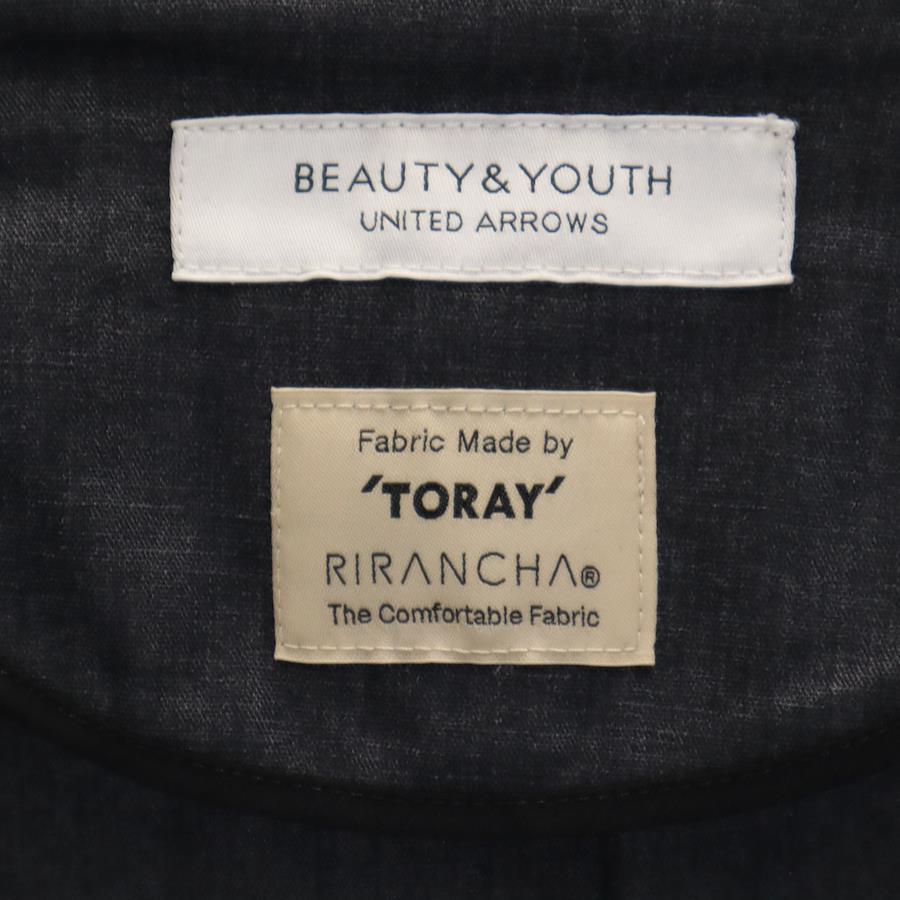 BEAUTY&YOUTH
UNITED ARROWS
Fabric Made by
'TORAY'
RIRANCHA®
The Comfortable Fabric